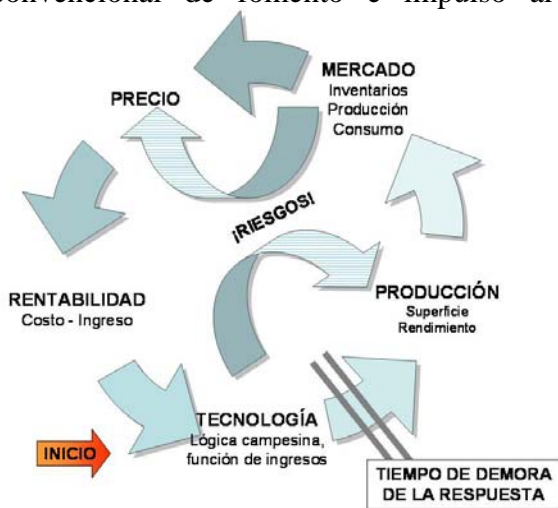 convencional de fomento e impulso al
MERCADO
Inventarios
Producción
Consumo
PRECIO
¡RIESGOS!
RENTABILIDAD
Costo - Ingreso
PRODUCCIÓN
Superficie
Rendimiento
TECNOLOGÍA
Lógica campesina,
función de ingresos
INICIO
TIEMPO DE DEMORA
DE LA RESPUESTA